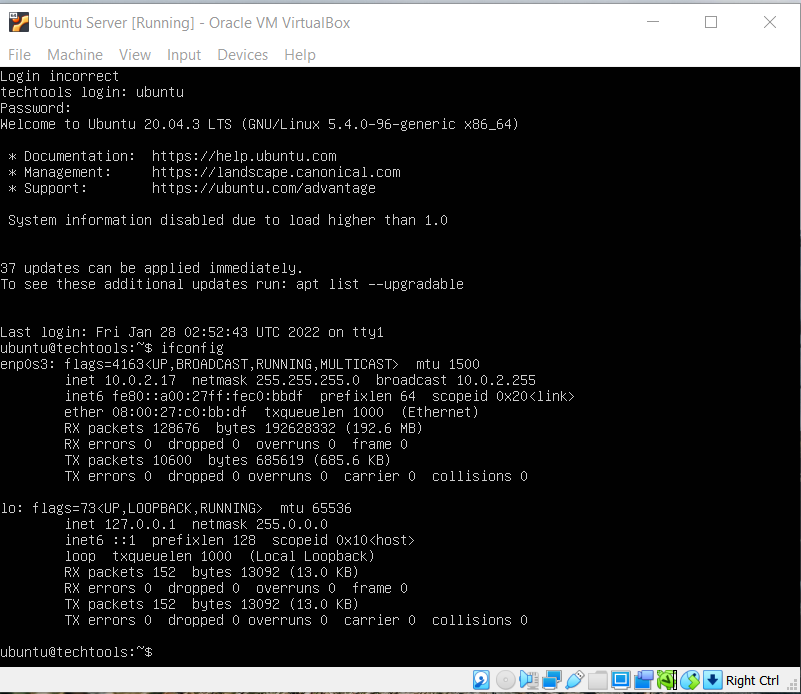 Ubuntu Server [Running] - Oracle VM VirtualBox
File Machine View Input Devices Help
Login incorrect
techtools login: ubuntu
Password:
Welcome to Ubuntu 20.04.3 LTS (GNU/Linux 5.4.0-96-generic x86_64)
* Documentation: https://help.ubuntu.com
* Management: https://landscape.canonical.com
* Support: https://ubuntu.com/advantage
System information disabled due to load higher than 1.0
37 updates can be applied immediately.
To see these additional updates run: apt list --upgradable
Last login: Fri Jan 28 02:52:43 UTC 2022 on tty1
ubuntu@techtools:~$ ifconfig
enp0s3: flags=4163<UP,BROADCAST,RUNNING,MULTICAST> mtu 1500
inet 10.0.2.17 netmask 255.255.255.0 broadcast 10.0.2.255
inet6 fe80::a00:27ff:fec0:bbdf prefixlen 64 scopeid 0x20<link>
ether 08:00:27:c0:bb:df txqueuelen 1000 (Ethernet)
RX packets 128676 bytes 192628332 (192.6 MB)
RX errors 0 dropped 0 overruns 0 frame 0
TX packets 10600 bytes 685619 (685.6 KB)
TX errors 0 dropped 0 overruns 0 carrier 0 collisions 0
lo: flags=73<UP,LOOPBACK,RUNNING> mtu 65536
inet 127.0.0.1 netmask 255.0.0.0
inet6 ::1 prefixlen 128 scopeid 0x10<host>
loop txqueuelen 1000 (Local Loopback)
RX packets 152 bytes 13092 (13.0 KB)
RX errors 0 dropped 0 overruns 0 frame 0
TX packets 152 bytes 13092 (13.0 KB)
TX errors 0 dropped 0 overruns 0 carrier 0 collisions 0
ubuntu@techtools:~$
Right Ctrl